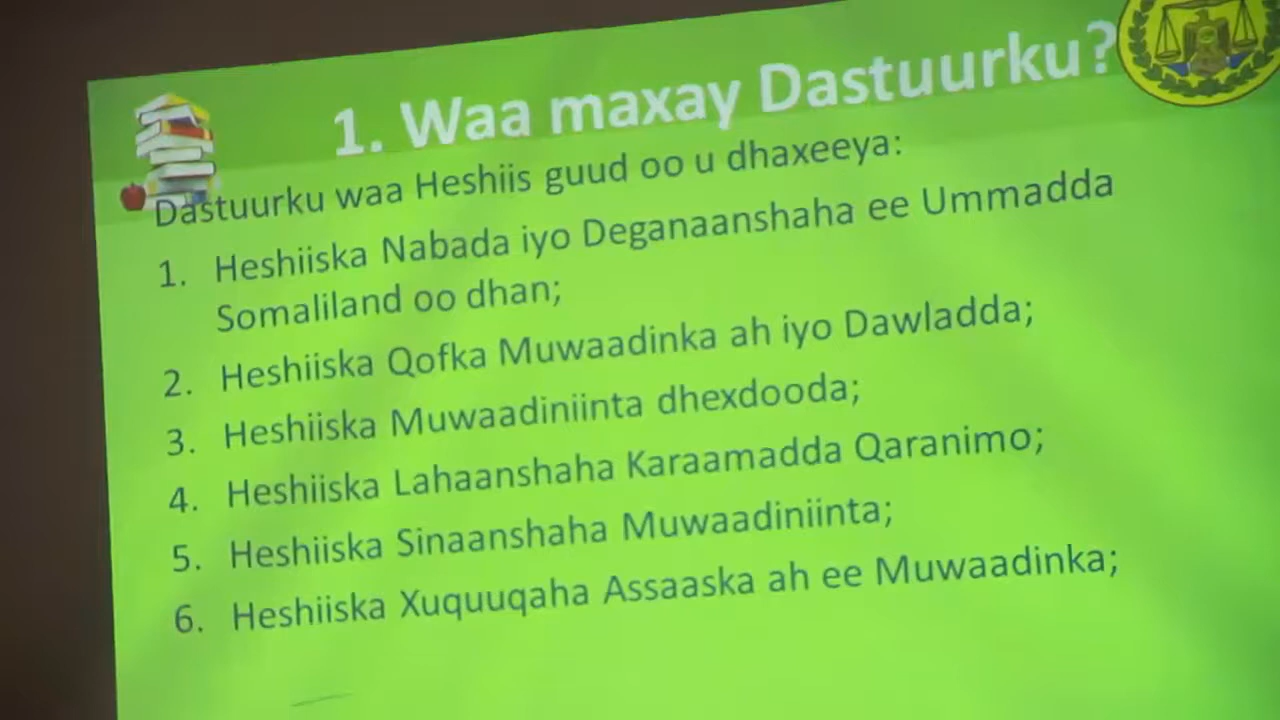 1. Waa maxay Dastuurku?
Dastuurku waa Heshiis guud oo u dhaxeeya:
1. Heshiiska Nabada iyo Deganaanshaha ee Ummadda
Somaliland oo dhan;
2. Heshiiska Qofka Muwaadinka ah iyo Dawladda;
3. Heshiiska Muwaadiniinta dhexdooda;
4. Heshiiska Lahaanshaha Karaamadda Qaranimo;
5. Heshiiska Sinaanshaha Muwaadiniinta;
6. Heshiiska Xuquuqaha Assaaska ah ee Muwaadinka;